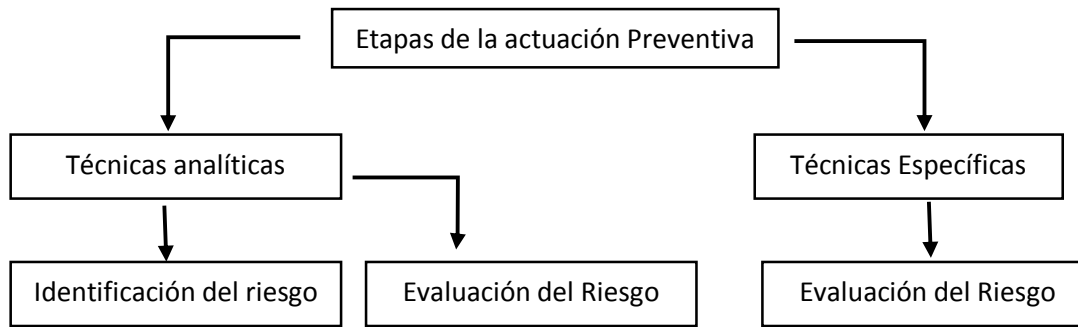 Etapas de la actuación Preventiva
Técnicas analíticas
Técnicas Específicas
Identificación del riesgo
Evaluación del Riesgo
Evaluación del Riesgo